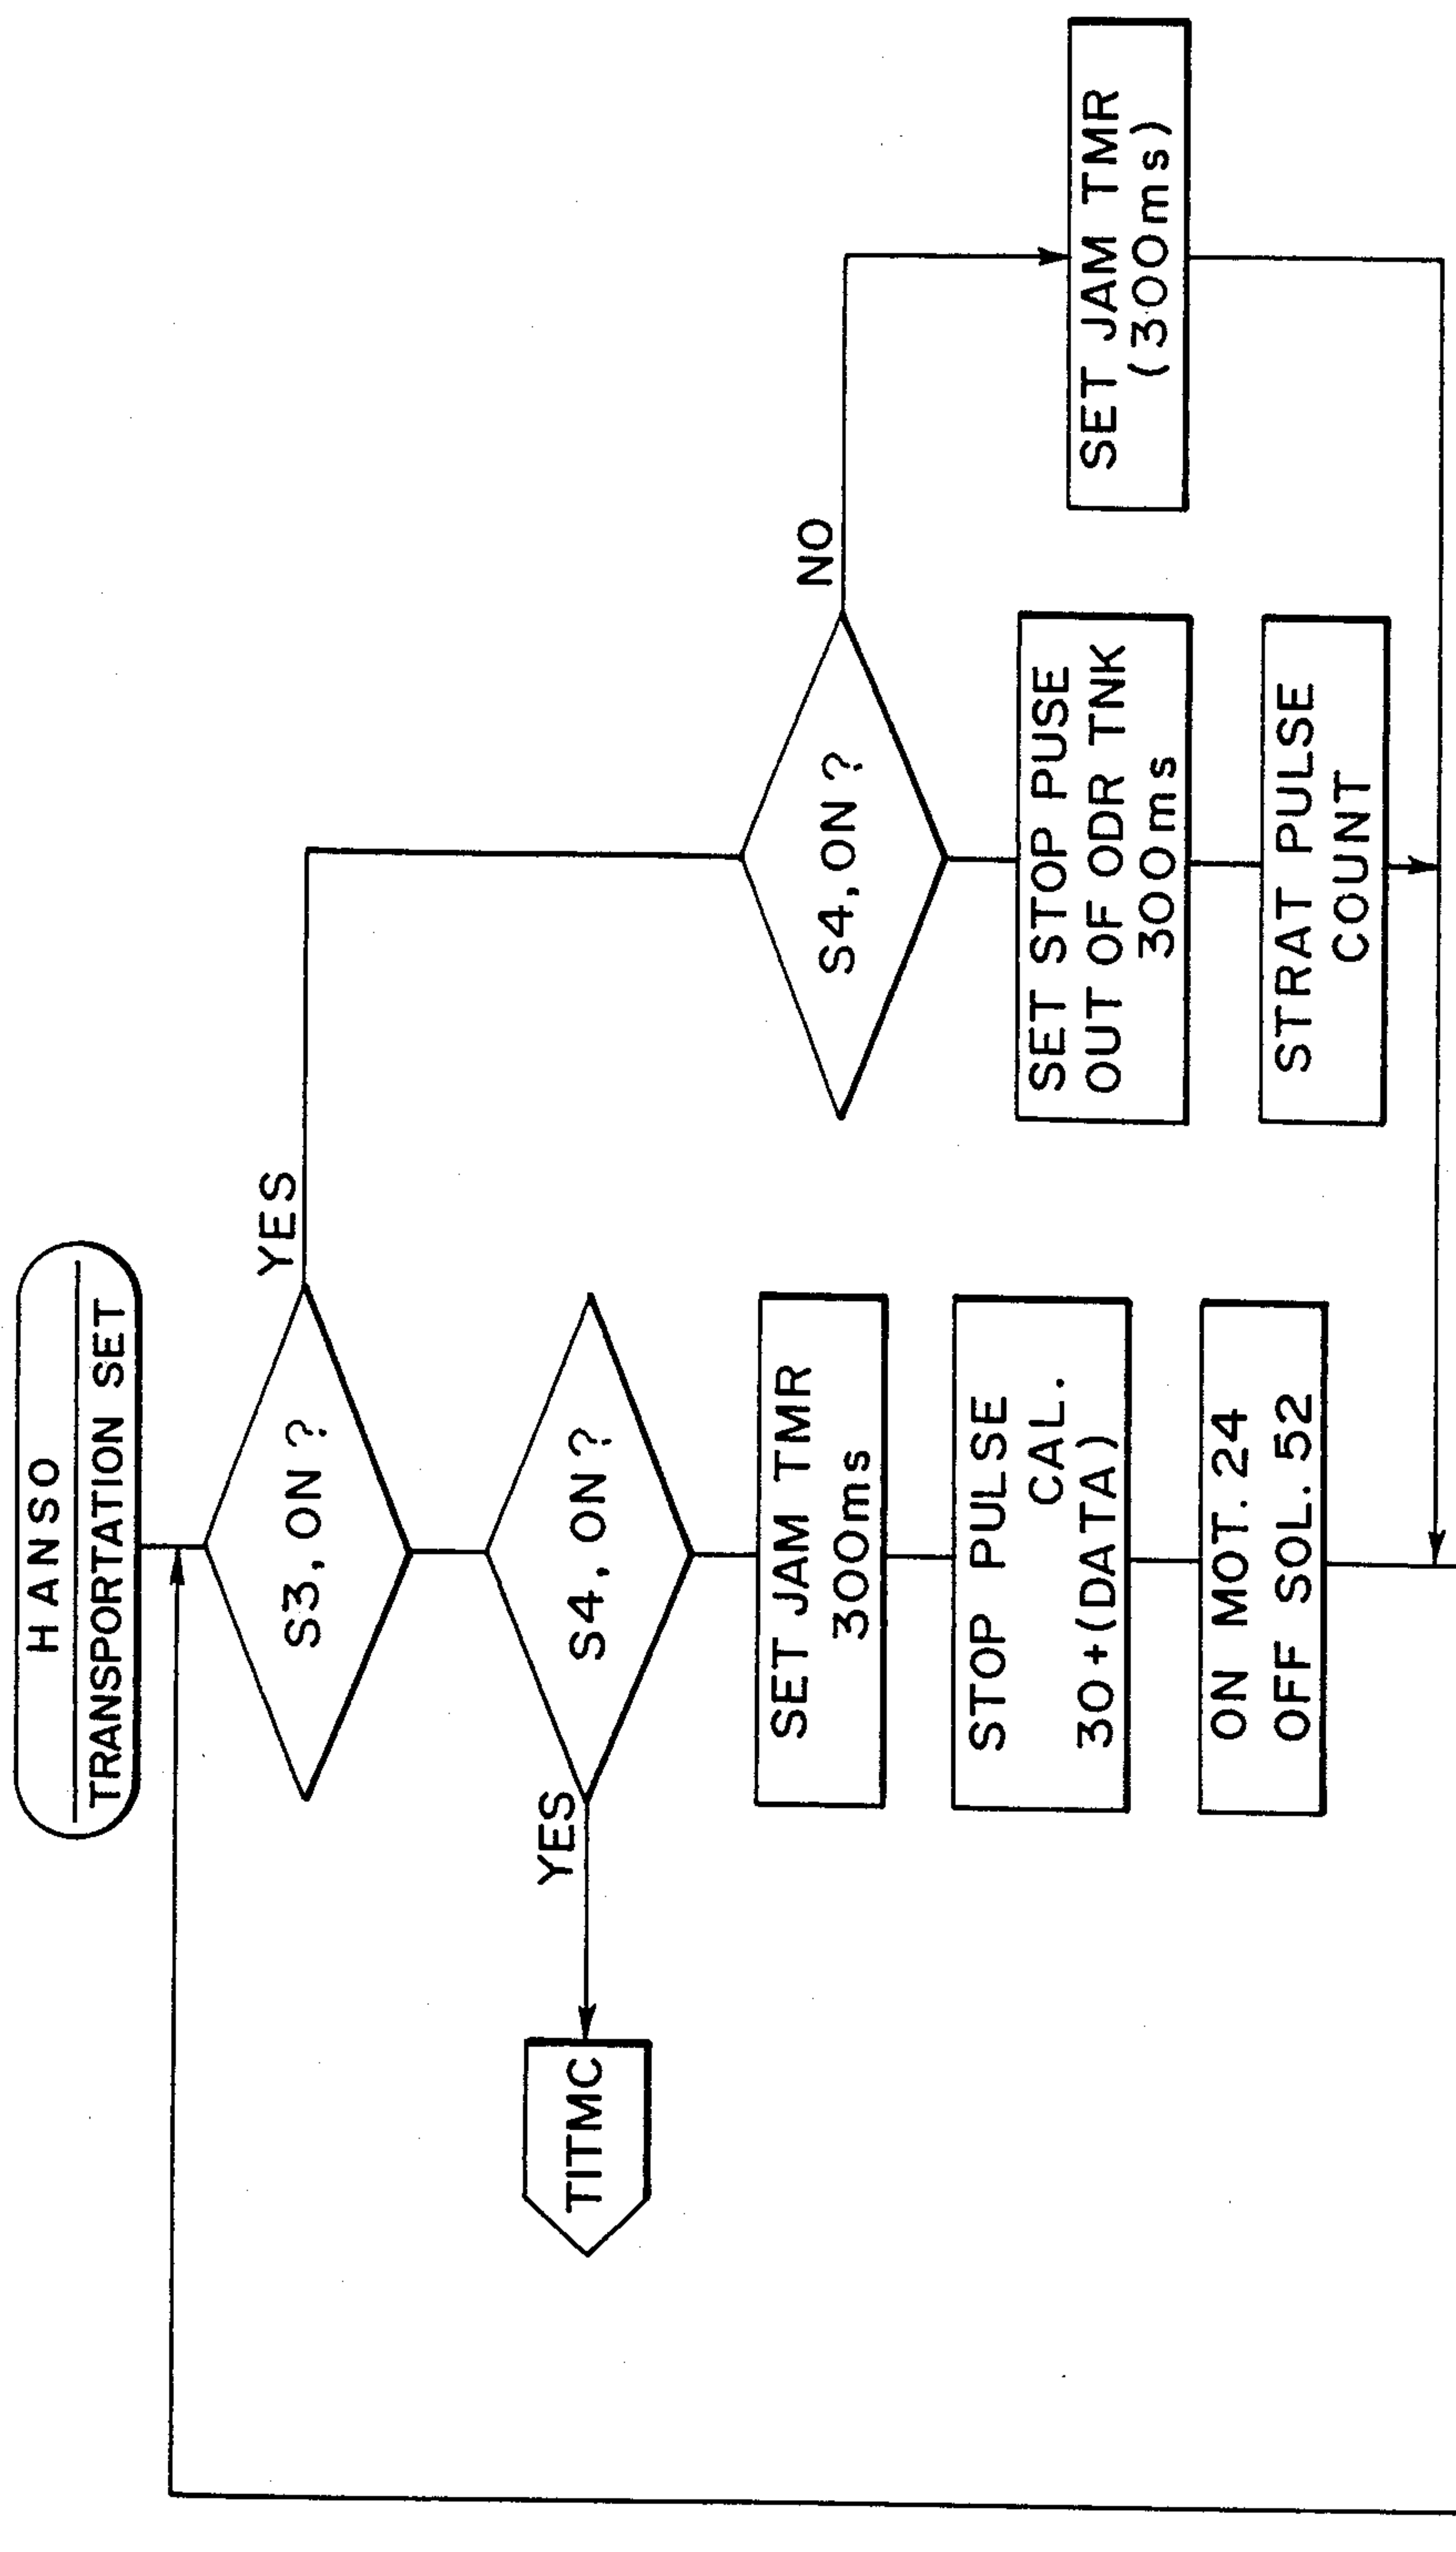 HANSO
TRANSPORTATION SET
S3, ON ?
YES
S4, ON ?
YES
TITMC
SET JAM TMR
300ms
STOP PULSE
CAL.
30+(DATA)
ON MOT. 24
OFF SOL. 52
S4, ON ?
NO
SET STOP PUSE
OUT OF ODR TNK
300ms
STRAT PULSE
COUNT
SET JAM TMR
(300ms)